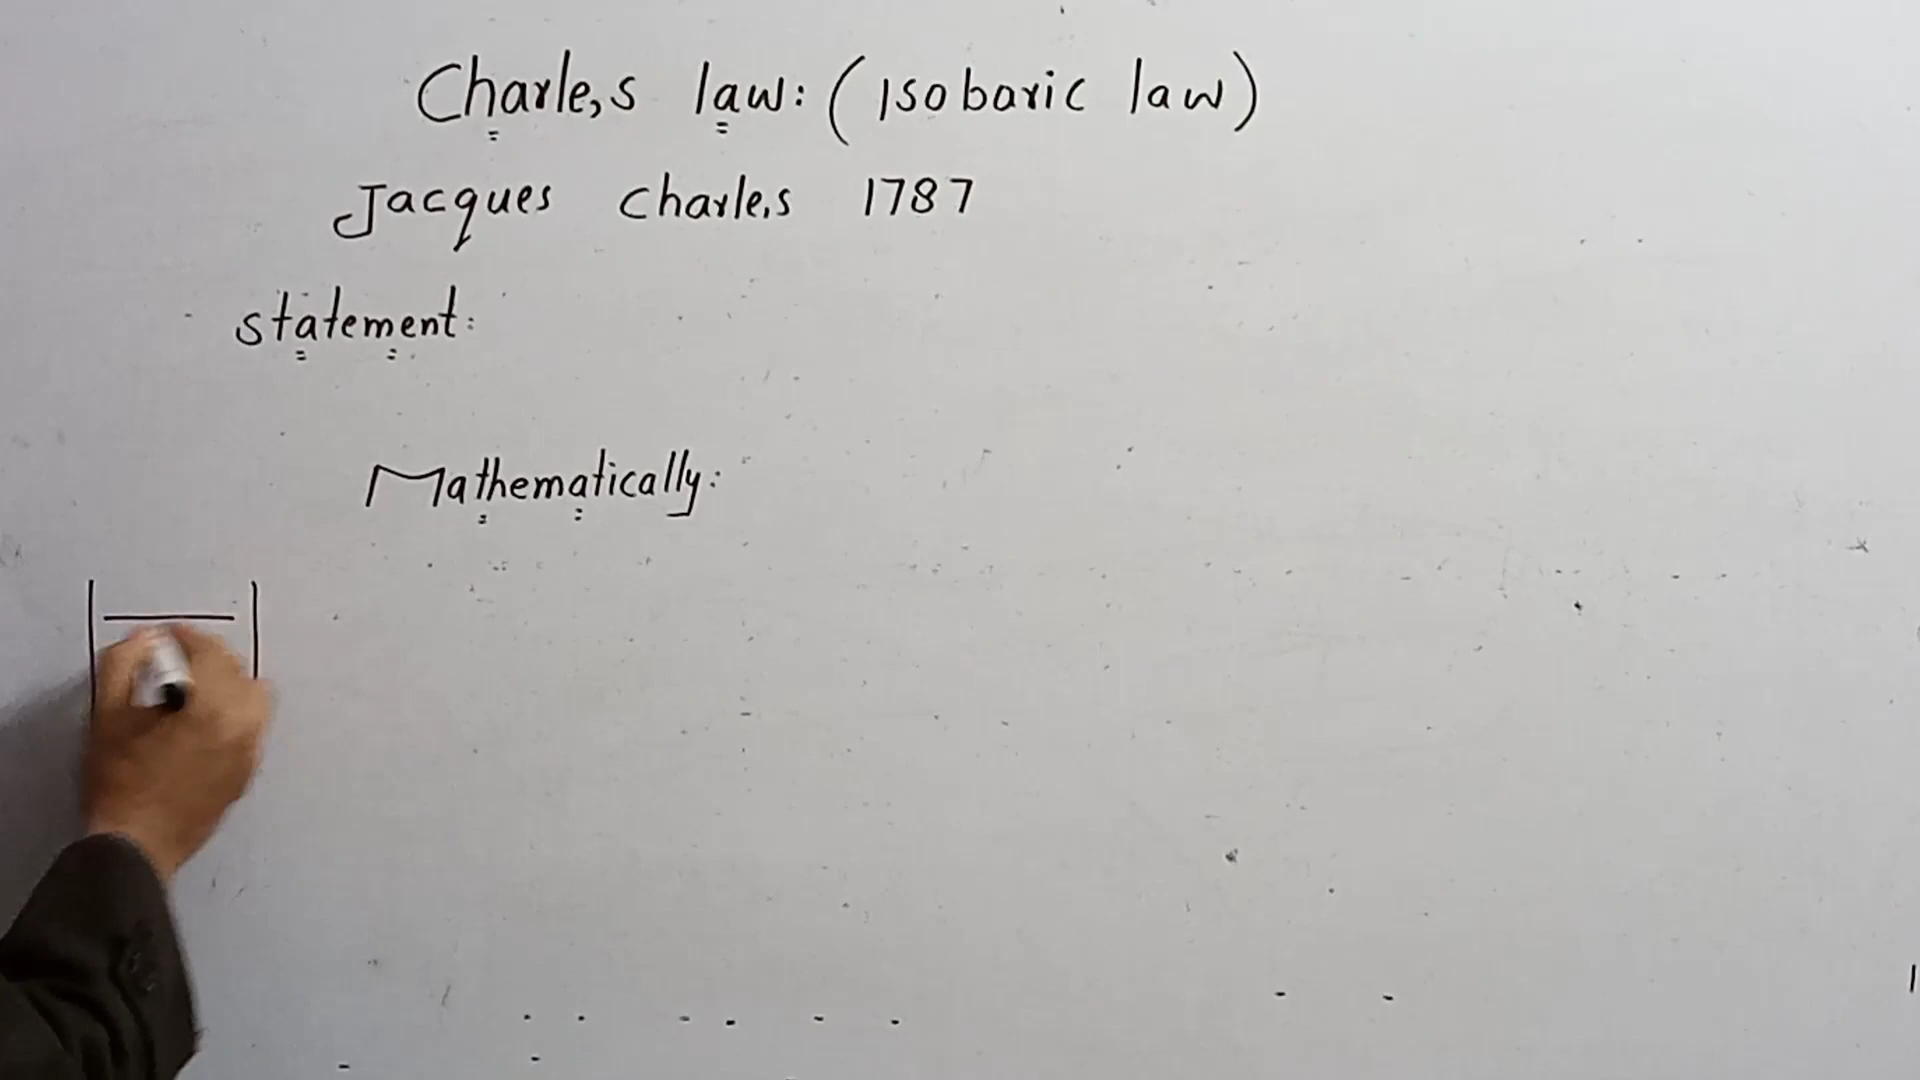 Charle,s law: (Isobaric law)
Jacques Charle,s 1787
statement:
Mathematically: